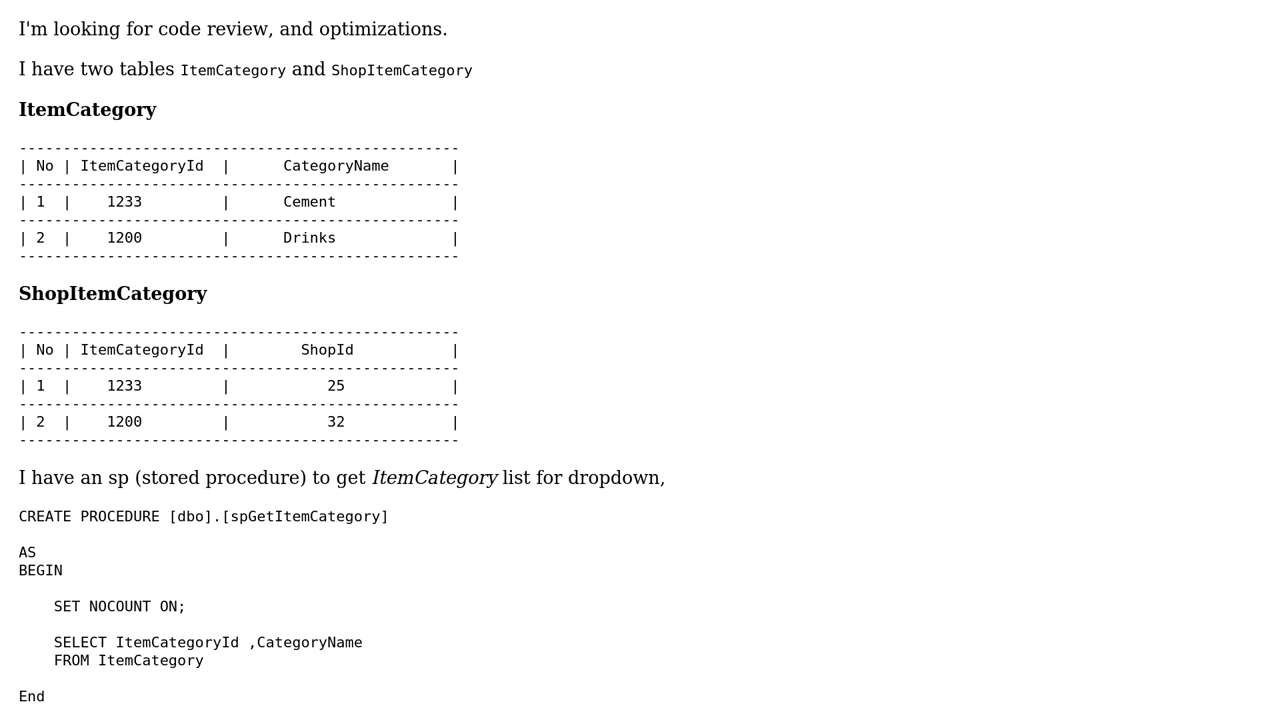 I'm looking for code review, and optimizations.
I have two tables ItemCategory and ShopItemCategory
ItemCategory
--------------------------------------------------
| No | ItemCategoryId  |      CategoryName       |
--------------------------------------------------
| 1  |    1233         |      Cement             |
--------------------------------------------------
| 2  |    1200         |      Drinks             |
--------------------------------------------------
ShopItemCategory
--------------------------------------------------
| No | ItemCategoryId  |        ShopId           |
--------------------------------------------------
| 1  |    1233         |           25            |
--------------------------------------------------
| 2  |    1200         |           32            |
--------------------------------------------------
I have an sp (stored procedure) to get ItemCategory list for dropdown,
CREATE PROCEDURE [dbo].[spGetItemCategory]
AS
BEGIN
    SET NOCOUNT ON;
    SELECT ItemCategoryId ,CategoryName
    FROM ItemCategory
End